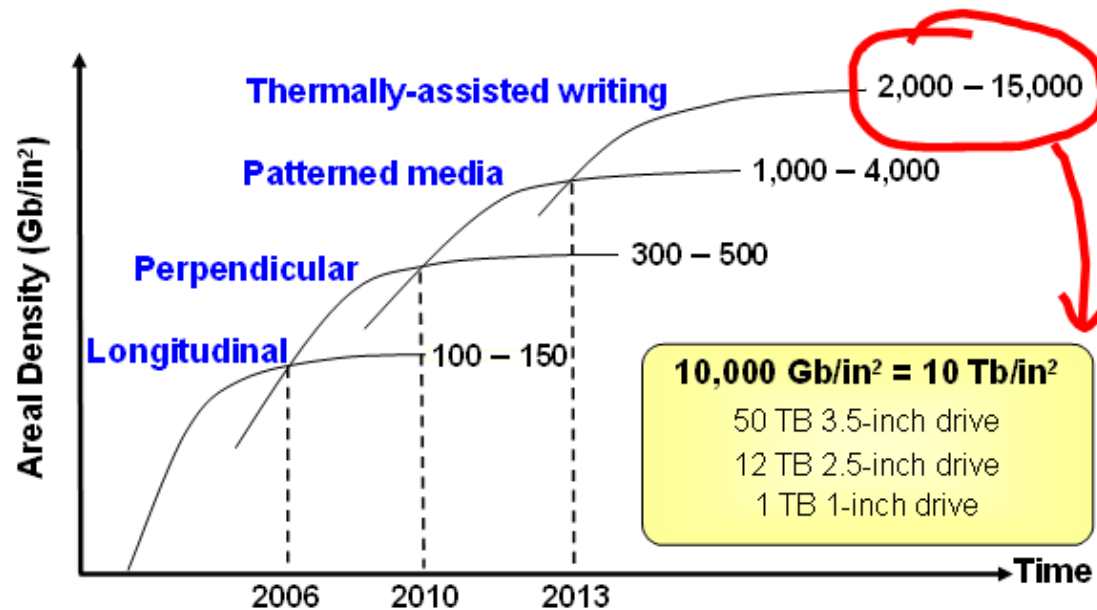 Areal Density (Gb/in²)
Thermally-assisted writing
2,000 – 15,000
Patterned media
1,000 – 4,000
Perpendicular
300 – 500
Longitudinal
100 – 150
10,000 Gb/in² = 10 Tb/in²
50 TB 3.5-inch drive
12 TB 2.5-inch drive
1 TB 1-inch drive
Time
2006
2010
2013